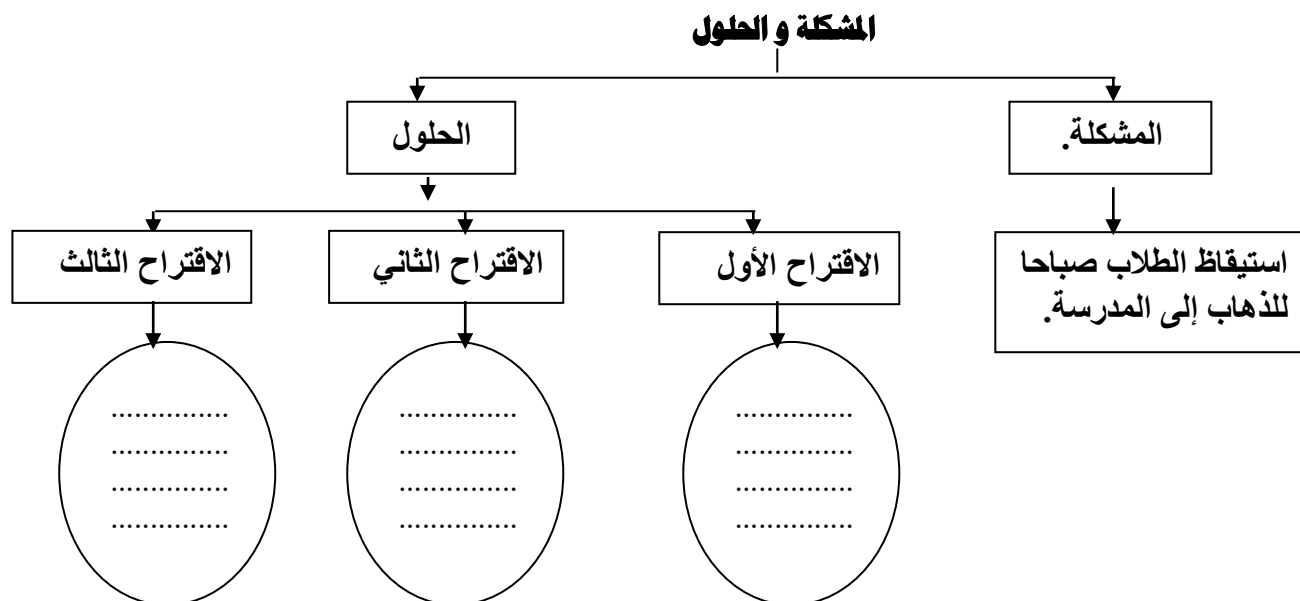 المشكلة و الحلول
المشكلة.
الحلول
استيقاظ الطلاب صباحا
للذهاب إلى المدرسة.
الاقتراح الأول
الاقتراح الثاني
الاقتراح الثالث
...............
...............
...............
...............
...............
...............
...............
...............
...............
...............
...............
...............